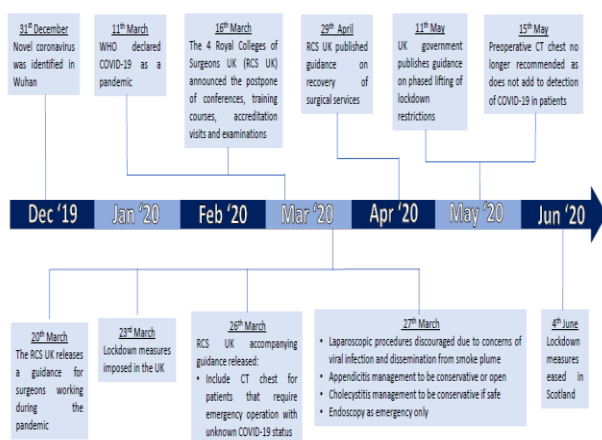 31st December
Novel coronavirus
was identified in
Wuhan
11th March
WHO declared
COVID-19 as a
pandemic
16th March
The 4 Royal Colleges of
Surgeons UK (RCS UK)
announced the postpone
of conferences, training
courses, accreditation
visits and examinations
29th April
RCS UK published
guidance on
recovery of
surgical services
11th May
UK government
publishes guidance
on phased lifting of
lockdown
restrictions
15th May
Preoperative CT chest no
longer recommended as
does not add to detection
of COVID-19 in patients
Dec '19
Jan '20
Feb '20
Mar '20
Apr '20
May '20
Jun '20
20th March
The RCS UK releases
a guidance for
surgeons working
during the
pandemic
23rd March
Lockdown measures
imposed in the UK
26th March
RCS UK accompanying
guidance released:
• Include CT chest for
patients that require
emergency operation with
unknown COVID-19 status
27th March
• Laparoscopic procedures discouraged due to concerns of
viral infection and dissemination from smoke plume
• Appendicitis management to be conservative or open
• Cholecystitis management to be conservative if safe
• Endoscopy as emergency only
4th June
Lockdown
measures
eased in
Scotland